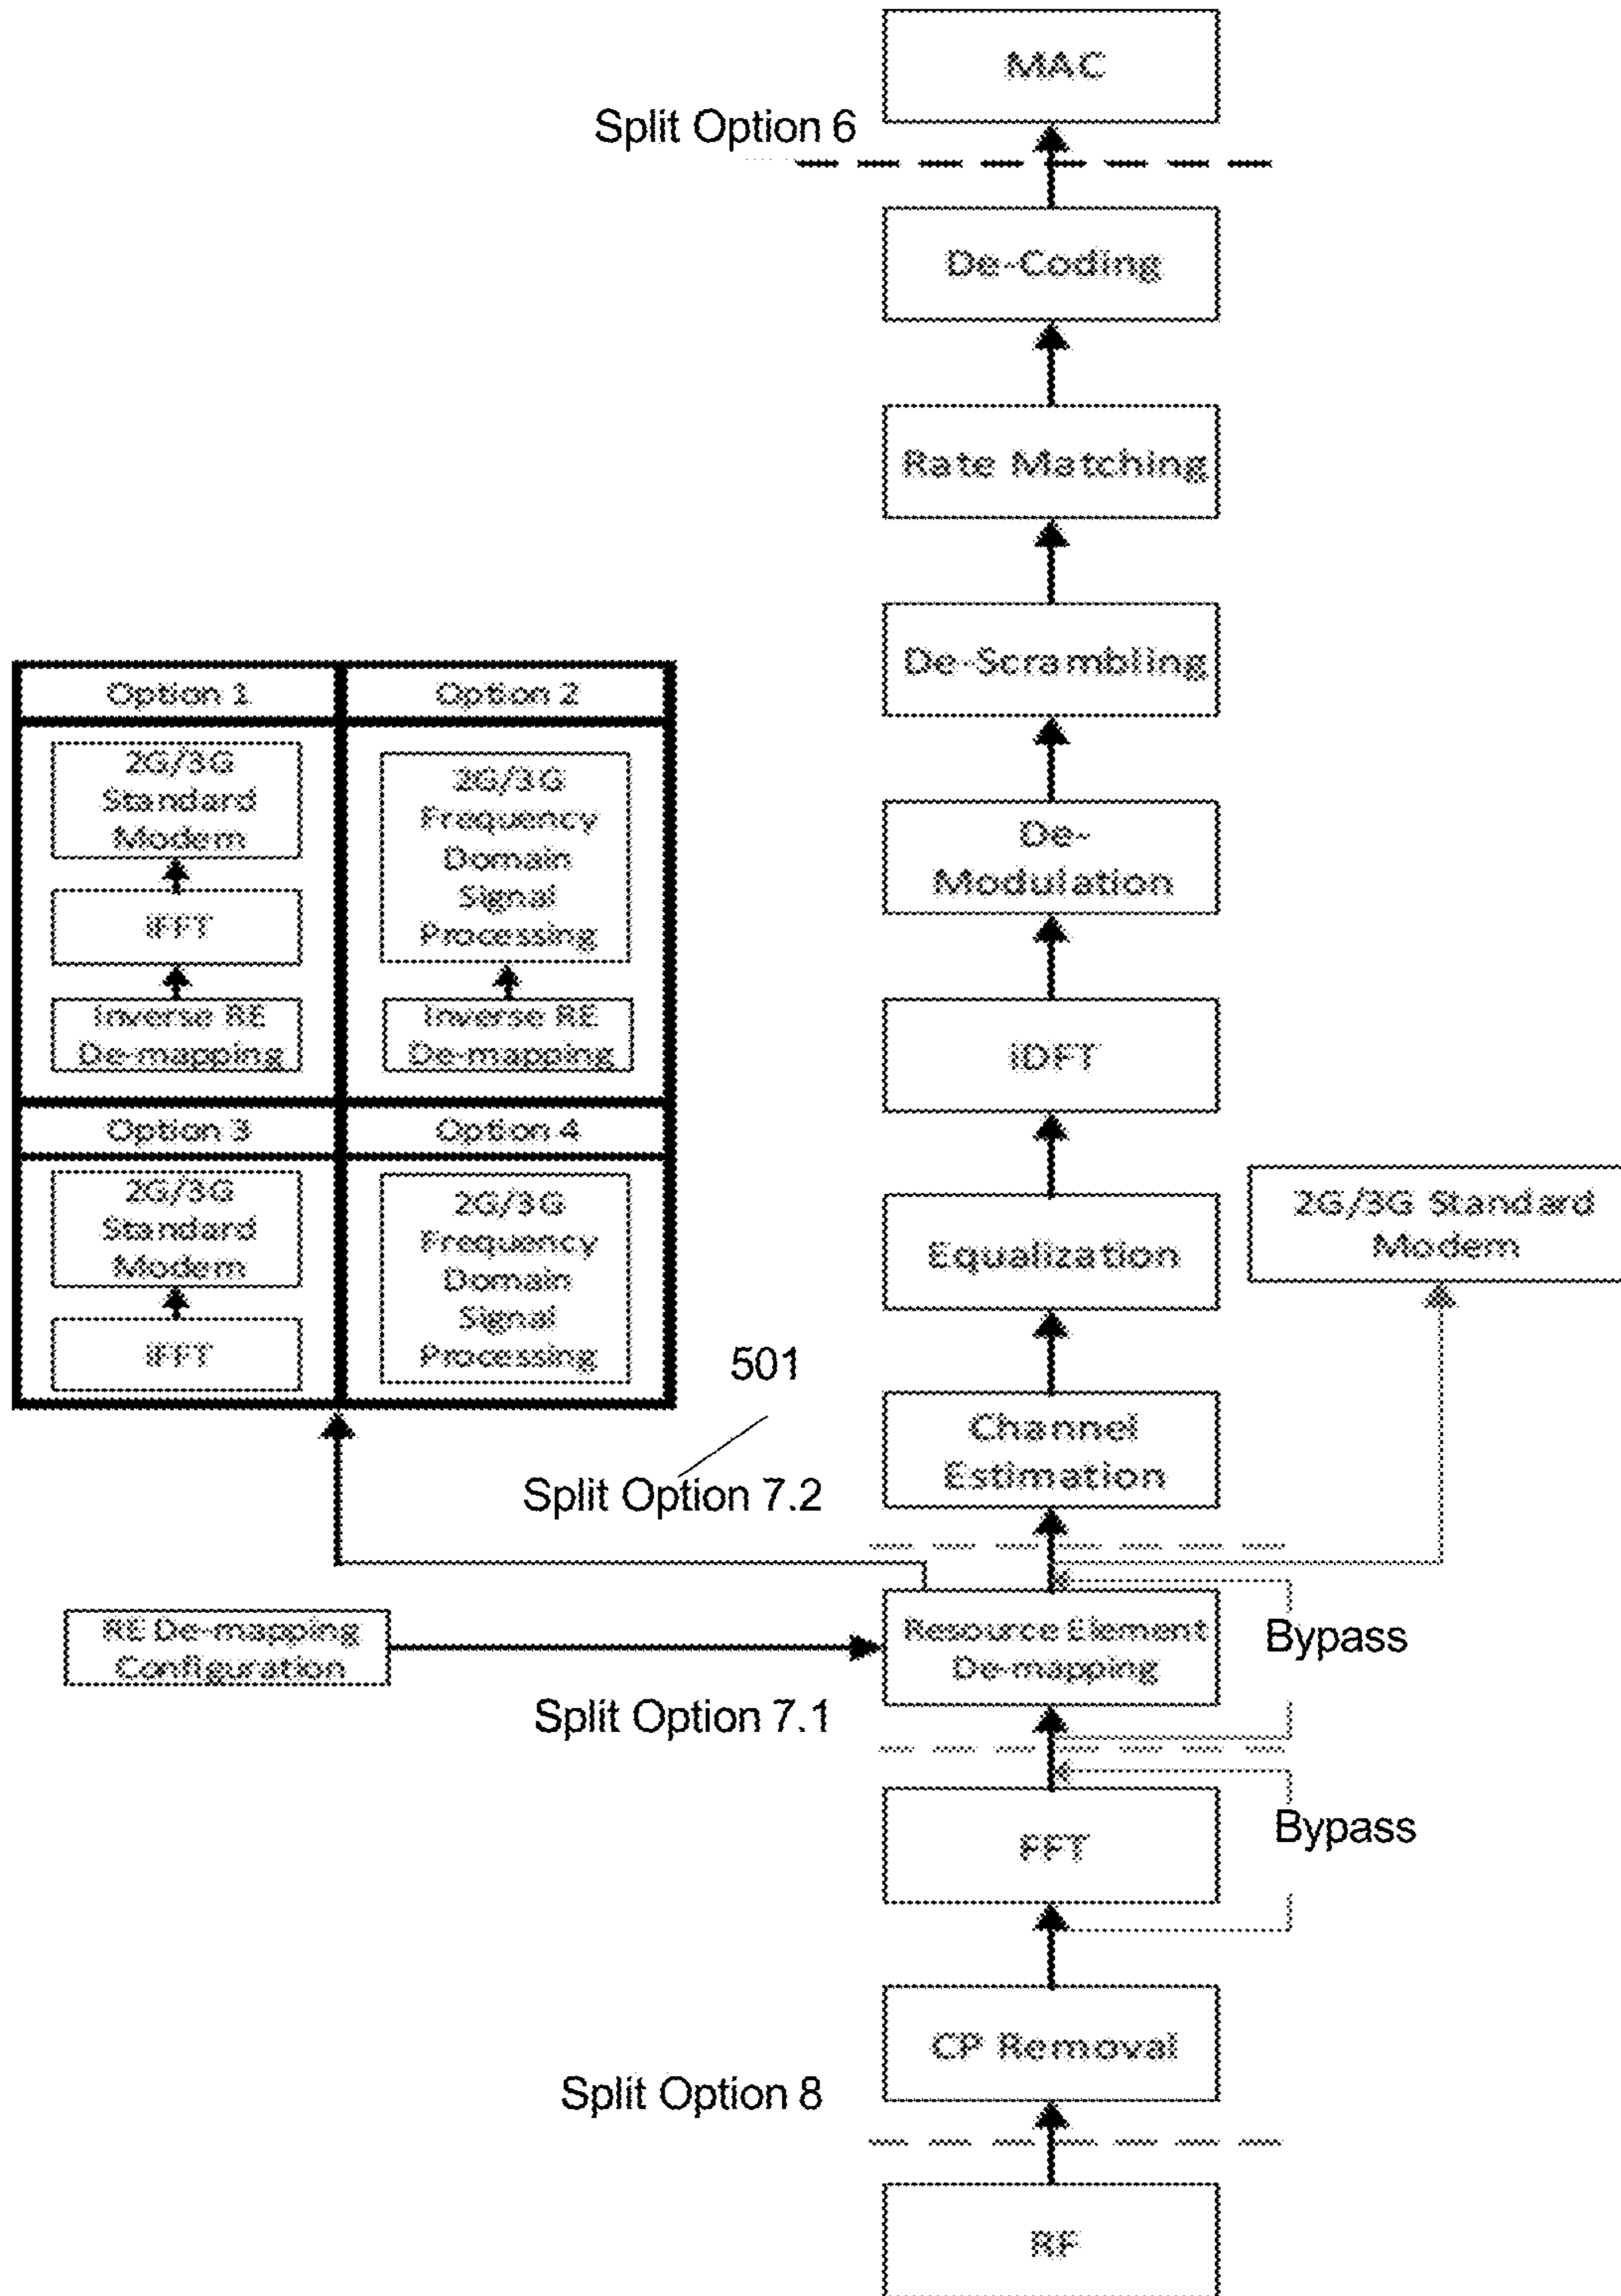 MAC
Split Option 6
De-Coding
Rate Matching
De-Scrambling
Option 1
Option 2
2G/3G
Standard
Modem
IFFT
Inverse RE
De-mapping
2G/3G
Frequency
Domain
Signal
Processing
Inverse RE
De-mapping
Option 3
Option 4
2G/3G
Standard
Modem
IFFT
2G/3G
Frequency
Domain
Signal
Processing
De-
Modulation
IDFT
Equalization
2G/3G Standard
Modem
501
Channel
Estimation
Split Option 7.2
RE De-mapping
Configuration
Resource Element
De-mapping
Bypass
Split Option 7.1
FFT
Bypass
CP Removal
Split Option 8
RF